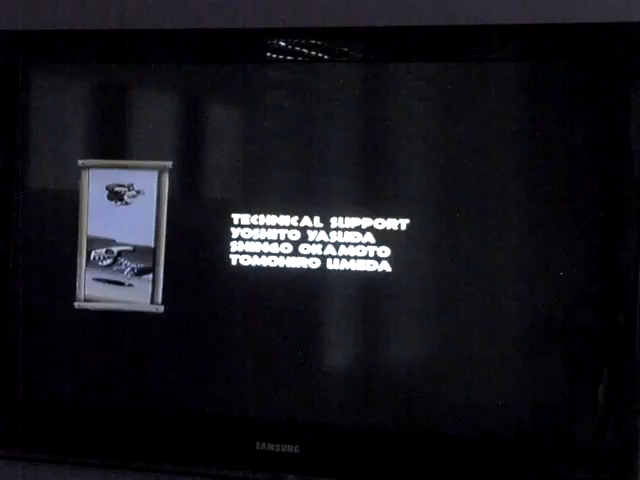 TECHNICAL SUPPORT
YOSHITO YASUDA
SHINGO OKAMOTO
TOMOHIRO UMEDA
SAMSUNG